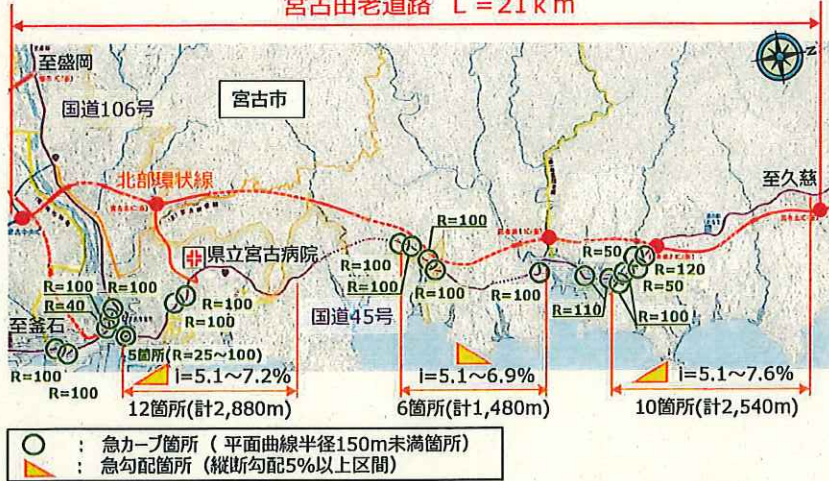 宮古田老道路 L=21km
至盛岡
国道106号
宮古市
N
北部環状線
至久慈
県立宮古病院
R=100
R=50
R=100
R=120
R=100
R=100
R=100
R=50
R=40
R=100
R=100
R=110
R=100
至釜石
R=100
国道45号
5箇所(R=25~100)
R=100
R=100
i=5.1~7.2%
i=5.1~6.9%
i=5.1~7.6%
12箇所(計2,880m)
6箇所(計1,480m)
10箇所(計2,540m)
: 急カーブ箇所( 平面曲線半径150m未満箇所)
: 急勾配箇所(縦断勾配5%以上区間)